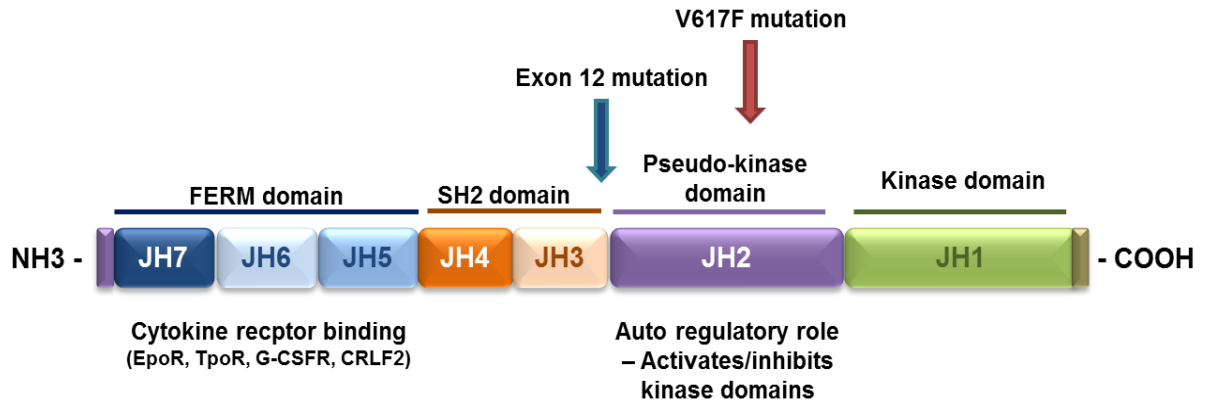 V617F mutation
Exon 12 mutation
FERM domain
SH2 domain
Pseudo-kinase
domain
Kinase domain
NH3 -
JH7
JH6
JH5
JH4
JH3
JH2
JH1
- COOH
Cytokine recptor binding
(EpoR, TpoR, G-CSFR, CRLF2)
Auto regulatory role
– Activates/inhibits
kinase domains